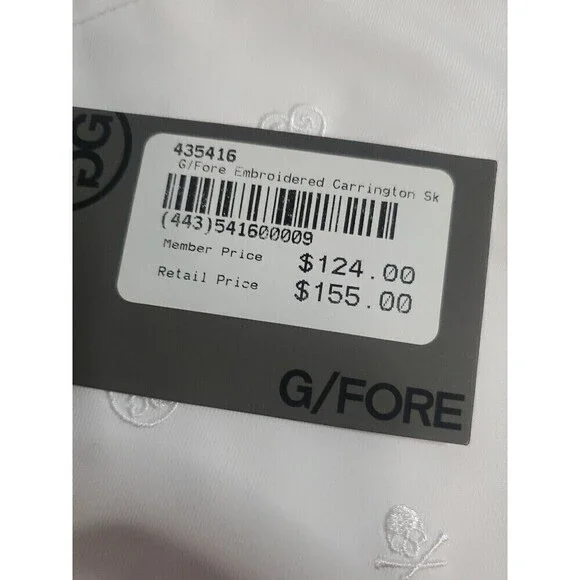 435416
G/Fore Embroidered Carrington Sk
(443)541600009
Member Price $124.00
Retail Price $155.00
G/FORE